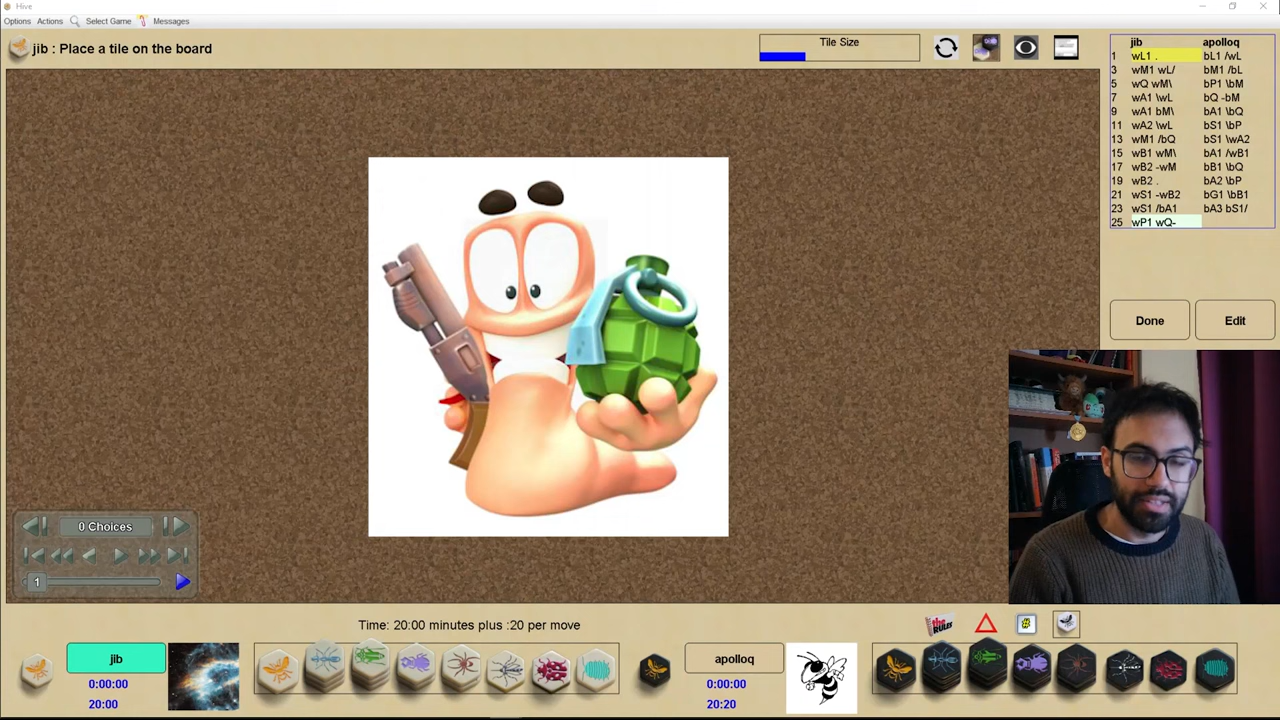 Hive
Options Actions Select Game Messages
jib : Place a tile on the board
Tile Size
jib apolloq
1 wL1 . bL1 /wL
3 wM1 wL/ bM1 /bL
5 wQ wM\ bP1 \bM
7 wA1 \wL bQ -bM
9 wA1 bM\ bA1 \bQ
11 wA2 \wL bS1 \bP
13 wM1 /bQ bS1 \wA2
15 wB1 wM\ bA1 /wB1
17 wB2 -wM bB1 \bQ
19 wB2 . bA2 \bP
21 wS1 -wB2 bG1 \bB1
23 wS1 /bA1 bA3 bS1/
25 wP1 wQ-
Done Edit
0 Choices
1
Time: 20:00 minutes plus :20 per move
the RULES
#
jib
0:00:00
20:00
apolloq
0:00:00
20:20